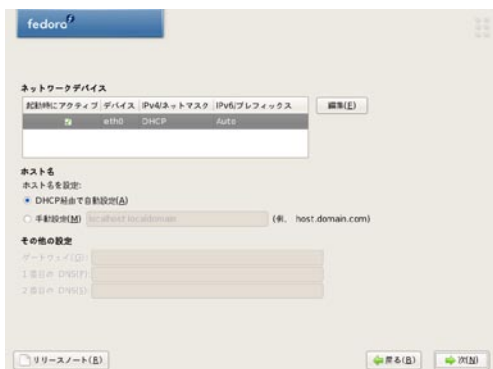 fedora
ネットワークデバイス
起動時にアクティブ デバイス IPv4/ネットマスク IPv6/プレフィックス
編集(E)
eth0 DHCP Auto
ホスト名
ホスト名を設定:
DHCP経由で自動設定(A)
手動設定(M) localhost.localdomain (例. host.domain.com)
その他の設定
ゲートウェイ(G):
1 番目の DNS(P):
2 番目の DNS(S):
リリースノート(R)
戻る(B)
次(N)